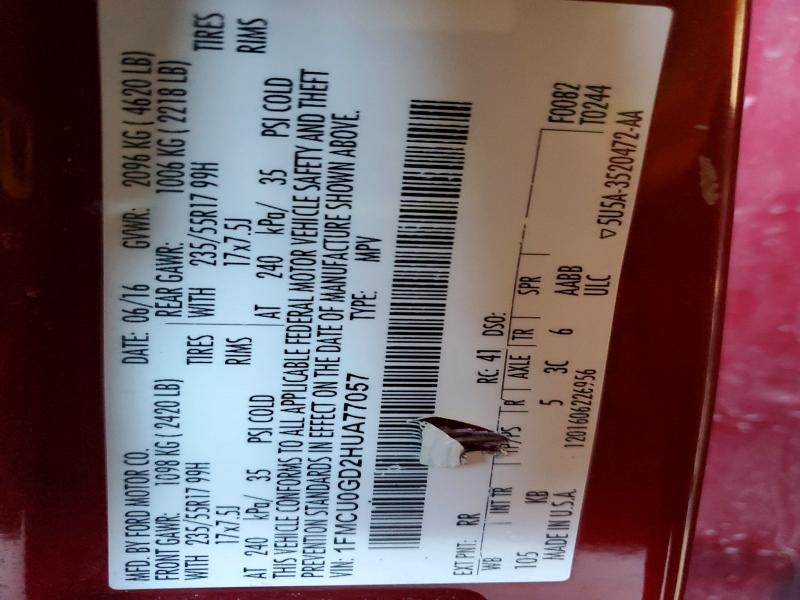 MFD. BY FORD MOTOR CO. DATE: 06/16 GVWR: 2096 KG ( 4620 LB)
FRONT GAWR: 1098 KG ( 2420 LB) REAR GAWR: 1006 KG ( 2218 LB)
WITH 235/55R17 99H TIRES WITH 235/55R17 99H TIRES
17x7.5J RIMS 17x7.5J RIMS
AT 240 kPa/ 35 PSI COLD AT 240 kPa/ 35 PSI COLD
THIS VEHICLE CONFORMS TO ALL APPLICABLE FEDERAL MOTOR VEHICLE SAFETY AND THEFT
PREVENTION STANDARDS IN EFFECT ON THE DATE OF MANUFACTURE SHOWN ABOVE.
VIN: 1FMCU0GD2HUA77057 TYPE: MPV
EXT PNT: RR RC: 41 DSO: F0082
WB INT TR TP/PS R AXLE TR SPR T0244
105 KB 5 3C 6 AABB
MADE IN U.S.A. 1201606226956 ULC ▽5U5A-3520472-AA